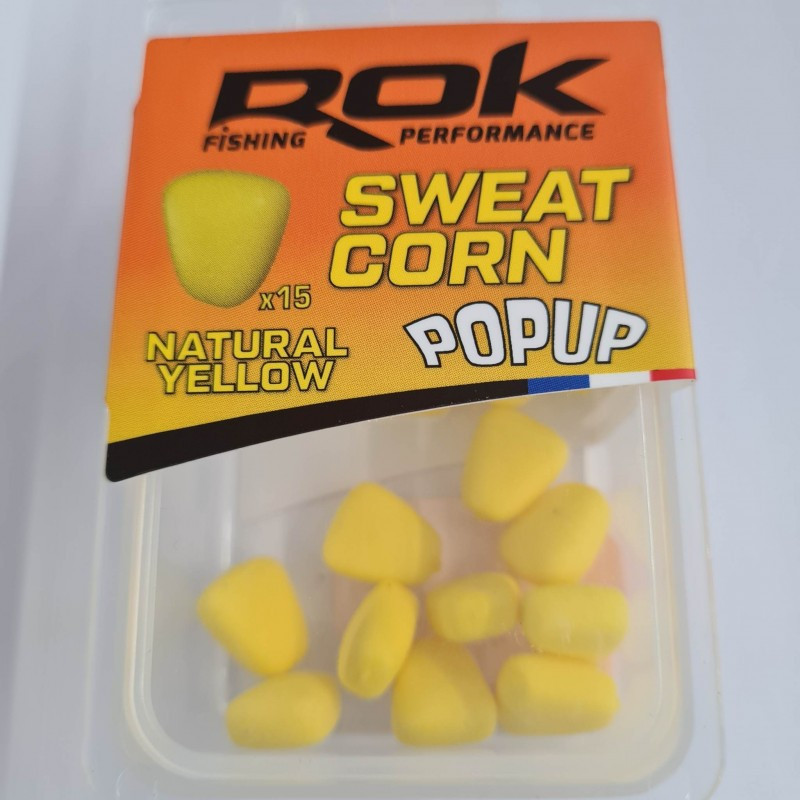 ROK
FiSHING PERFORMANCE
SWEAT
CORN
x15
POPUP
NATURAL
YELLOW